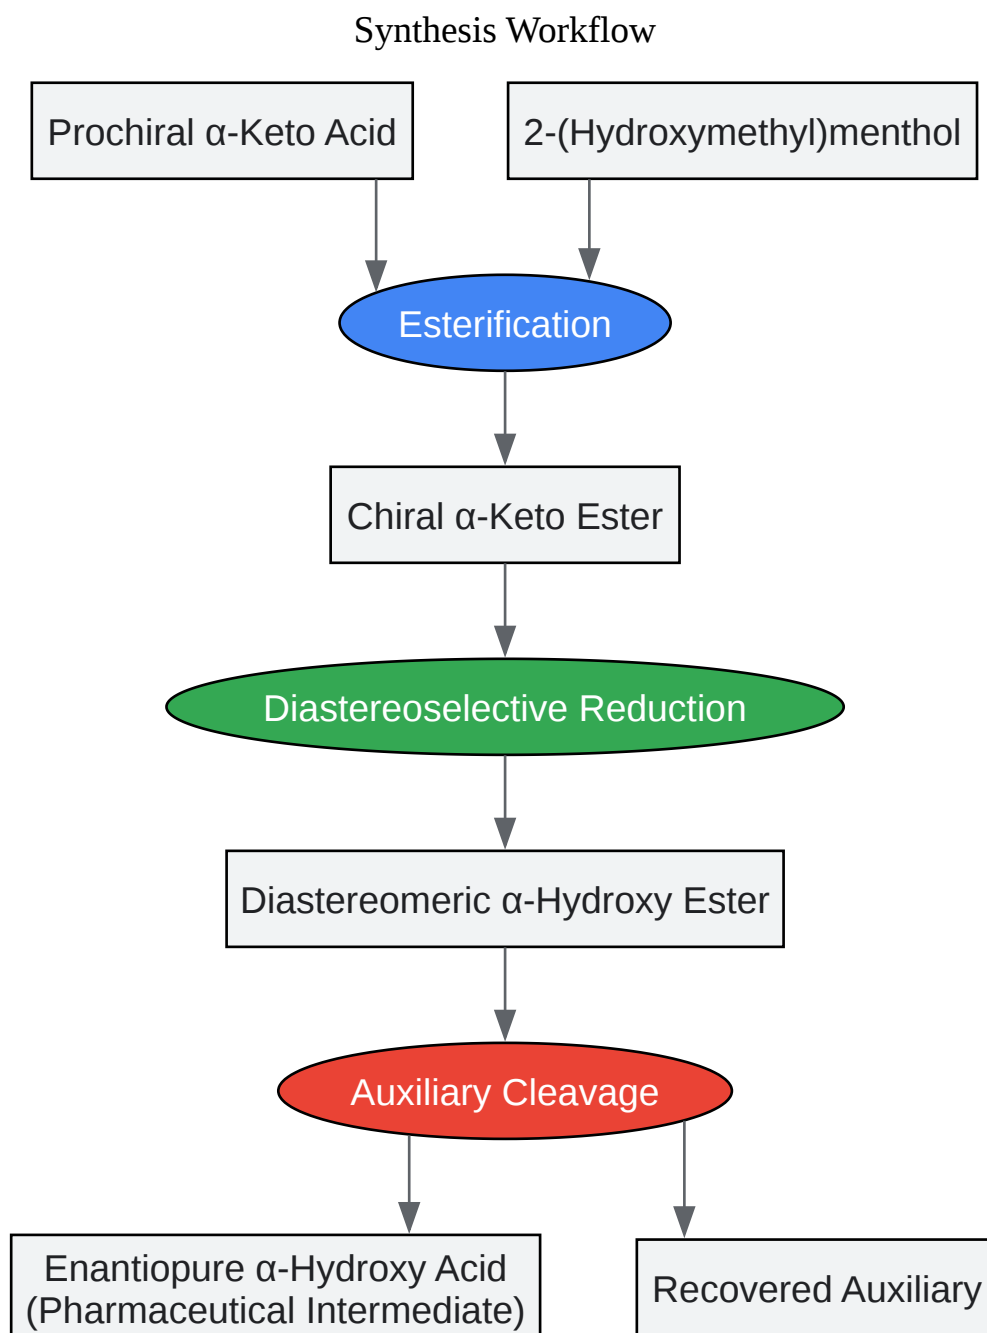 Synthesis Workflow
Prochiral α-Keto Acid
2-(Hydroxymethyl)menthol
Esterification
Chiral α-Keto Ester
Diastereoselective Reduction
Diastereomeric α-Hydroxy Ester
Auxiliary Cleavage
Enantiopure α-Hydroxy Acid
(Pharmaceutical Intermediate)
Recovered Auxiliary